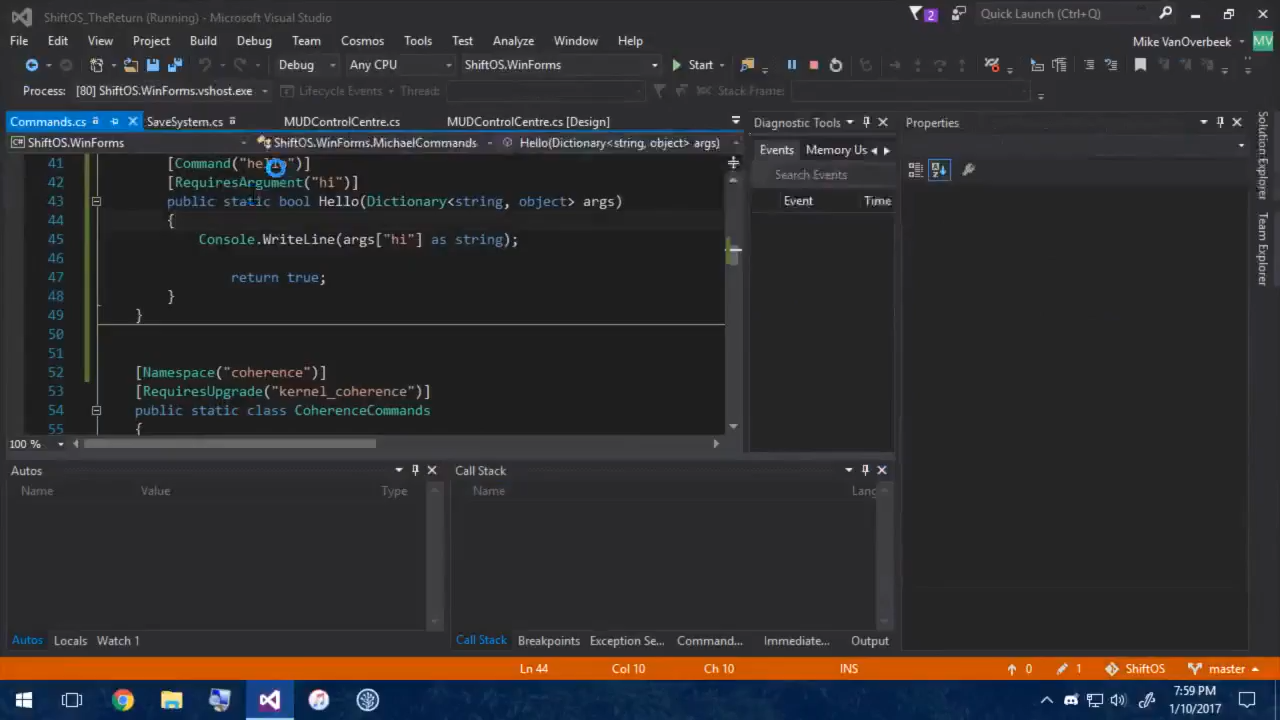 ShiftOS_TheReturn (Running) - Microsoft Visual Studio
2
Quick Launch (Ctrl+Q)
File Edit View Project Build Debug Team Cosmos Tools Test Analyze Window Help
Mike VanOverbeek
MV
Debug Any CPU ShiftOS.WinForms Start
Process: [80] ShiftOS.WinForms.vshost.exe Lifecycle Events Thread: Stack Frame:
Commands.cs SaveSystem.cs MUDControlCentre.cs MUDControlCentre.cs [Design]
ShiftOS.WinForms ShiftOS.WinForms.MichaelCommands Hello(Dictionary<string, object> args)
41 [Command("hello")]
42 [RequiresArgument("hi")]
43 public static bool Hello(Dictionary<string, object> args)
44 {
45 Console.WriteLine(args["hi"] as string);
46
47 return true;
48 }
49 }
50
51
52 [Namespace("coherence")]
53 [RequiresUpgrade("kernel_coherence")]
54 public static class CoherenceCommands
55 {
100 %
Diagnostic Tools
Events Memory Us
Search Events
Event Time
Properties
Solution Explorer
Team Explorer
Autos
Name Value Type
Autos Locals Watch 1
Call Stack
Name Lang
Call Stack Breakpoints Exception Se... Command... Immediate... Output
Ln 44 Col 10 Ch 10 INS 0 1 ShiftOS master
7:59 PM
1/10/2017